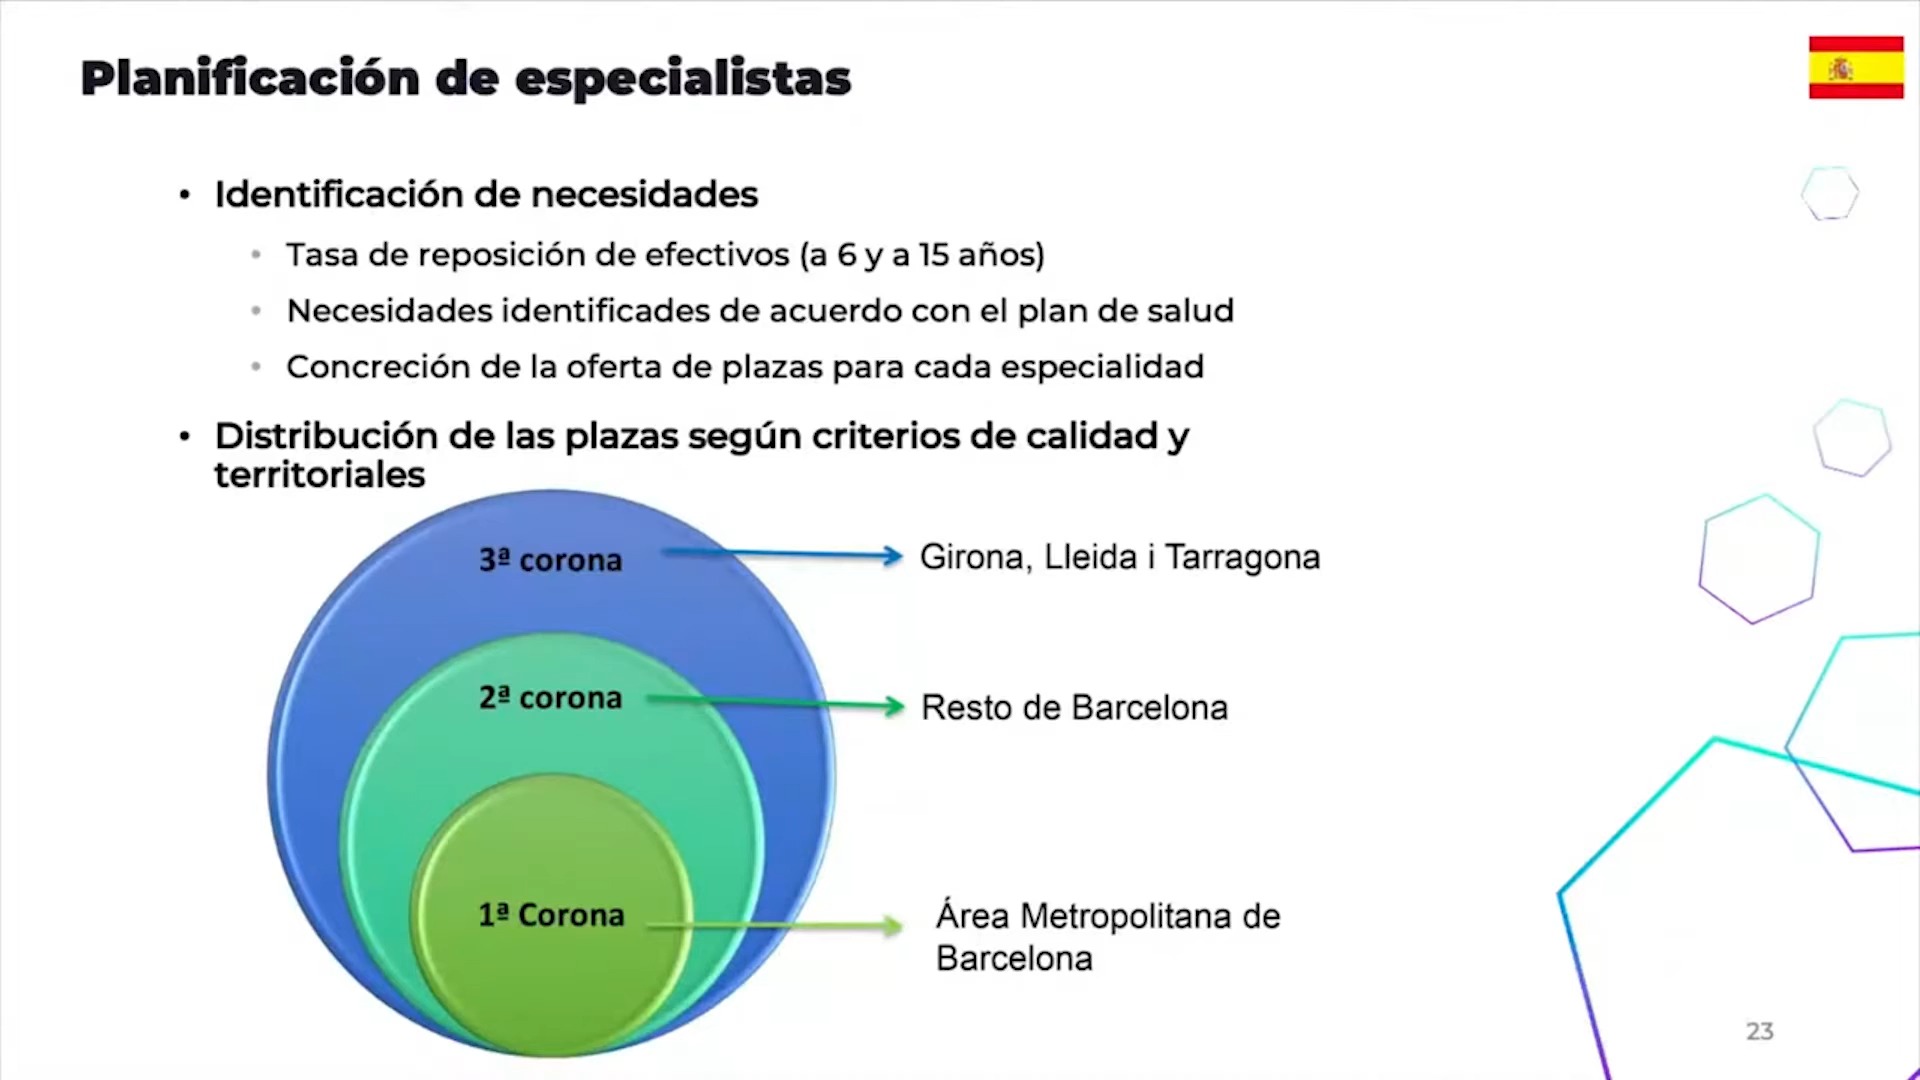 Planificación de especialistas
• Identificación de necesidades
• Tasa de reposición de efectivos (a 6 y a 15 años)
• Necesidades identificades de acuerdo con el plan de salud
• Concreción de la oferta de plazas para cada especialidad
• Distribución de las plazas según criterios de calidad y
territoriales
3ª corona
Girona, Lleida i Tarragona
2ª corona
Resto de Barcelona
1ª Corona
Área Metropolitana de
Barcelona
23